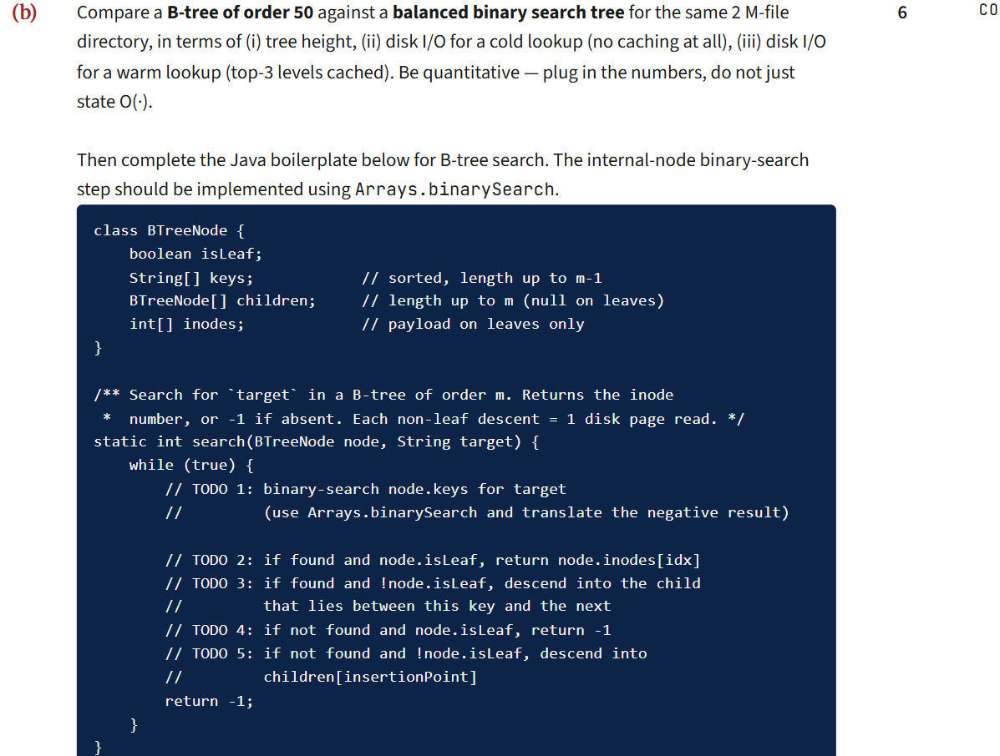 (b) Compare a B-tree of order 50 against a balanced binary search tree for the same 2 M-file 6 CO
directory, in terms of (i) tree height, (ii) disk I/O for a cold lookup (no caching at all), (iii) disk I/O
for a warm lookup (top-3 levels cached). Be quantitative — plug in the numbers, do not just
state O(·).
Then complete the Java boilerplate below for B-tree search. The internal-node binary-search
step should be implemented using Arrays.binarySearch.
class BTreeNode {
    boolean isLeaf;
    String[] keys;             // sorted, length up to m-1
    BTreeNode[] children;      // length up to m (null on leaves)
    int[] inodes;              // payload on leaves only
}
/** Search for `target` in a B-tree of order m. Returns the inode
 *  number, or -1 if absent. Each non-leaf descent = 1 disk page read. */
static int search(BTreeNode node, String target) {
    while (true) {
        // TODO 1: binary-search node.keys for target
        //         (use Arrays.binarySearch and translate the negative result)
        // TODO 2: if found and node.isLeaf, return node.inodes[idx]
        // TODO 3: if found and !node.isLeaf, descend into the child
        //         that lies between this key and the next
        // TODO 4: if not found and node.isLeaf, return -1
        // TODO 5: if not found and !node.isLeaf, descend into
        //         children[insertionPoint]
        return -1;
    }
}